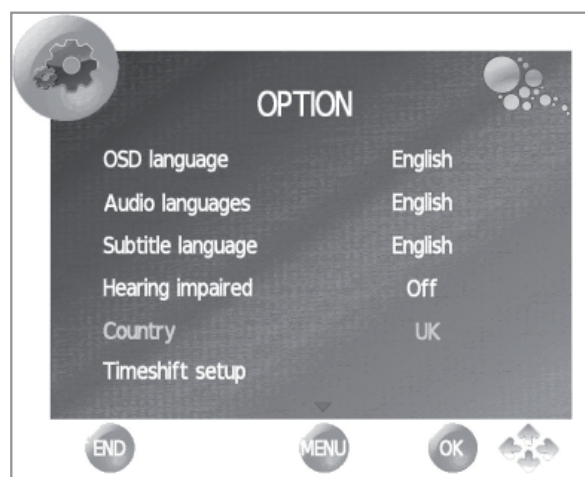 OPTION
OSD language English
Audio languages English
Subtitle language English
Hearing impaired Off
Country UK
Timeshift setup
END MENU OK